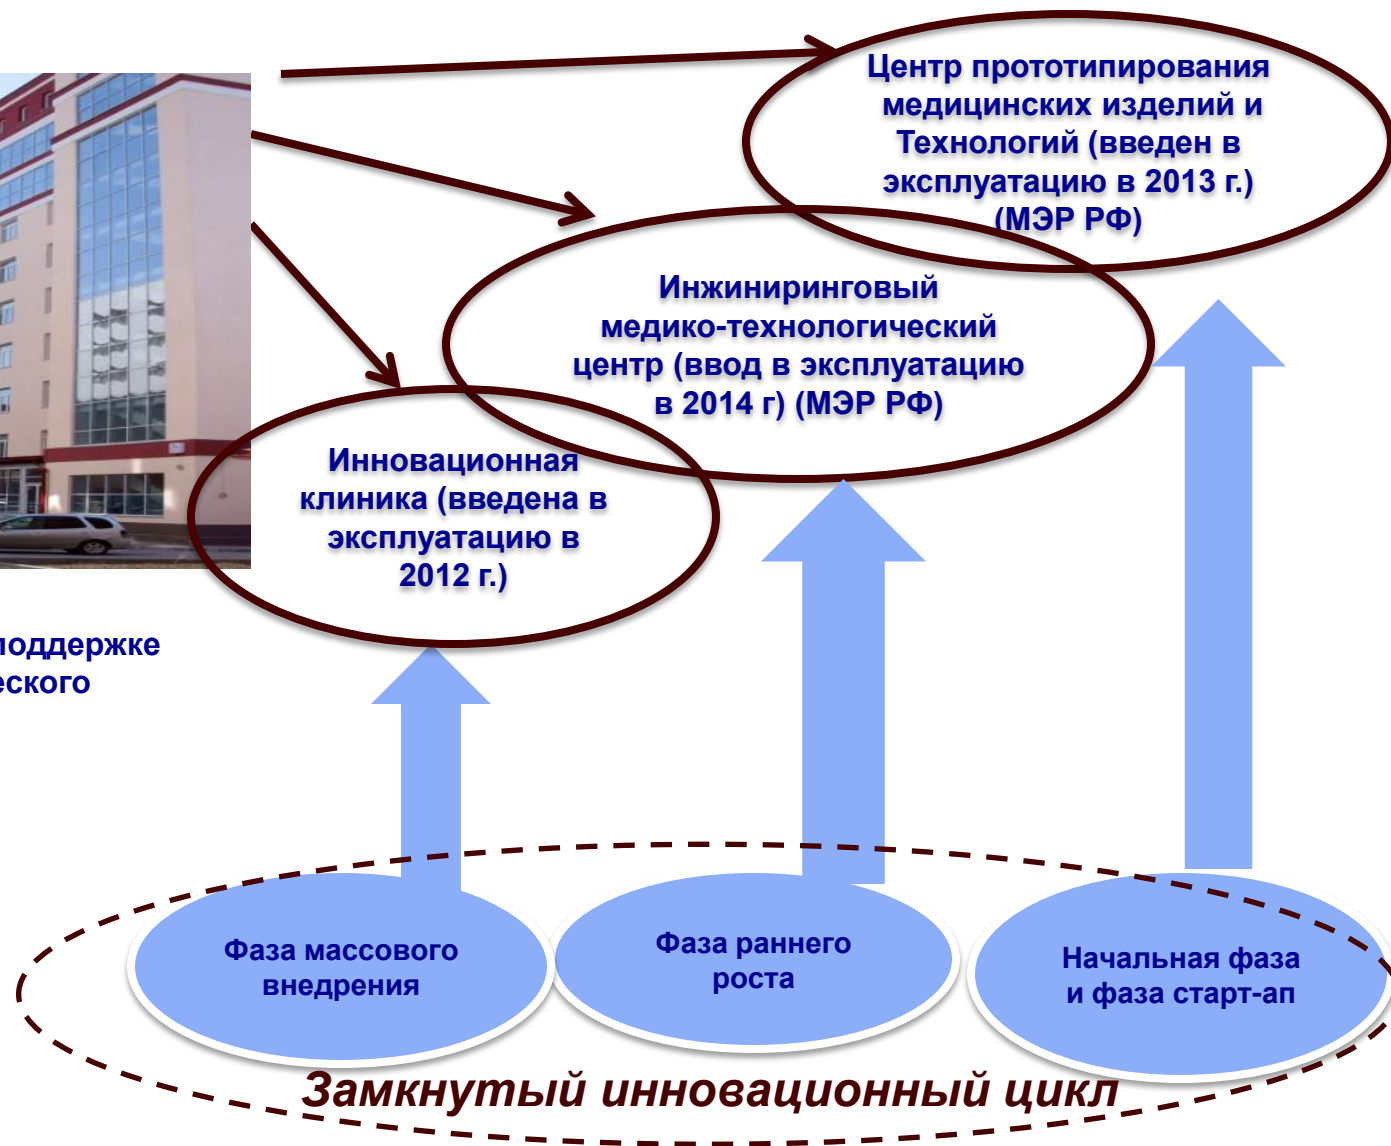 Центр прототипирования
медицинских изделий и
Технологий (введен в
эксплуатацию в 2013 г.)
(МЭР РФ)
Инжиниринговый
медико-технологический
центр (ввод в эксплуатацию
в 2014 г) (МЭР РФ)
Инновационная
клиника (введена в
эксплуатацию в
2012 г.)
поддержке
еского
Фаза массового
внедрения
Фаза раннего
роста
Начальная фаза
и фаза старт-ап
Замкнутый инновационный цикл